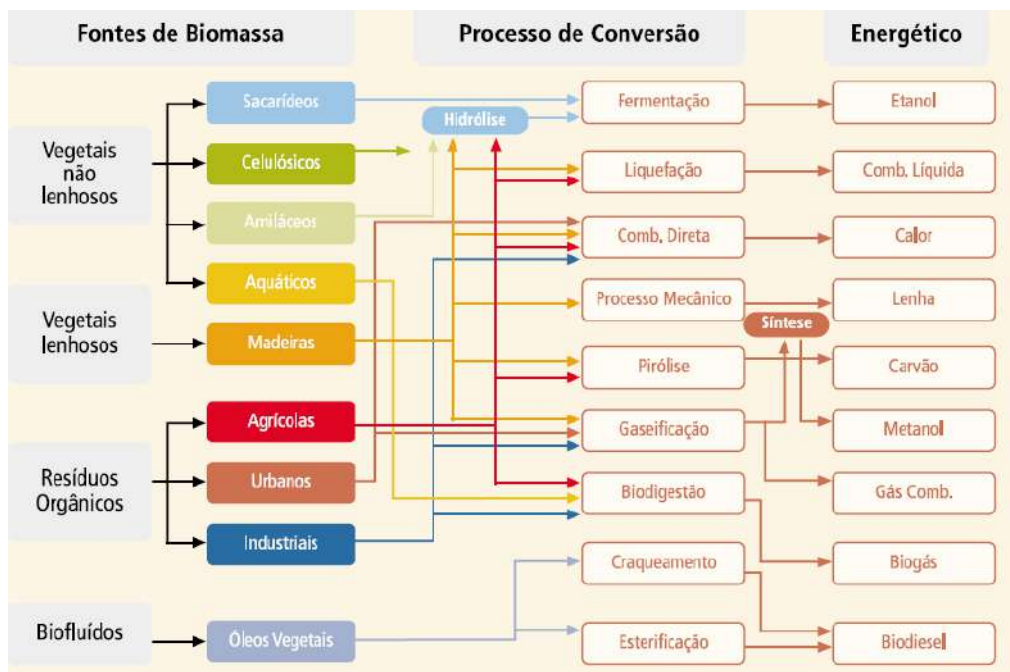 Fontes de Biomassa
Processo de Conversão
Energético
Vegetais
não
lenhosos
Vegetais
lenhosos
Resíduos
Orgânicos
Biofluídos
Sacarídeos
Celulósicos
Amiláceos
Aquáticos
Madeiras
Agrícolas
Urbanos
Industriais
Óleos Vegetais
Hidrólise
Fermentação
Liquefação
Comb. Direta
Processo Mecânico
Pirólise
Gaseificação
Biodigestão
Craqueamento
Esterificação
Síntese
Etanol
Comb. Líquida
Calor
Lenha
Carvão
Metanol
Gás Comb.
Biogás
Biodiesel